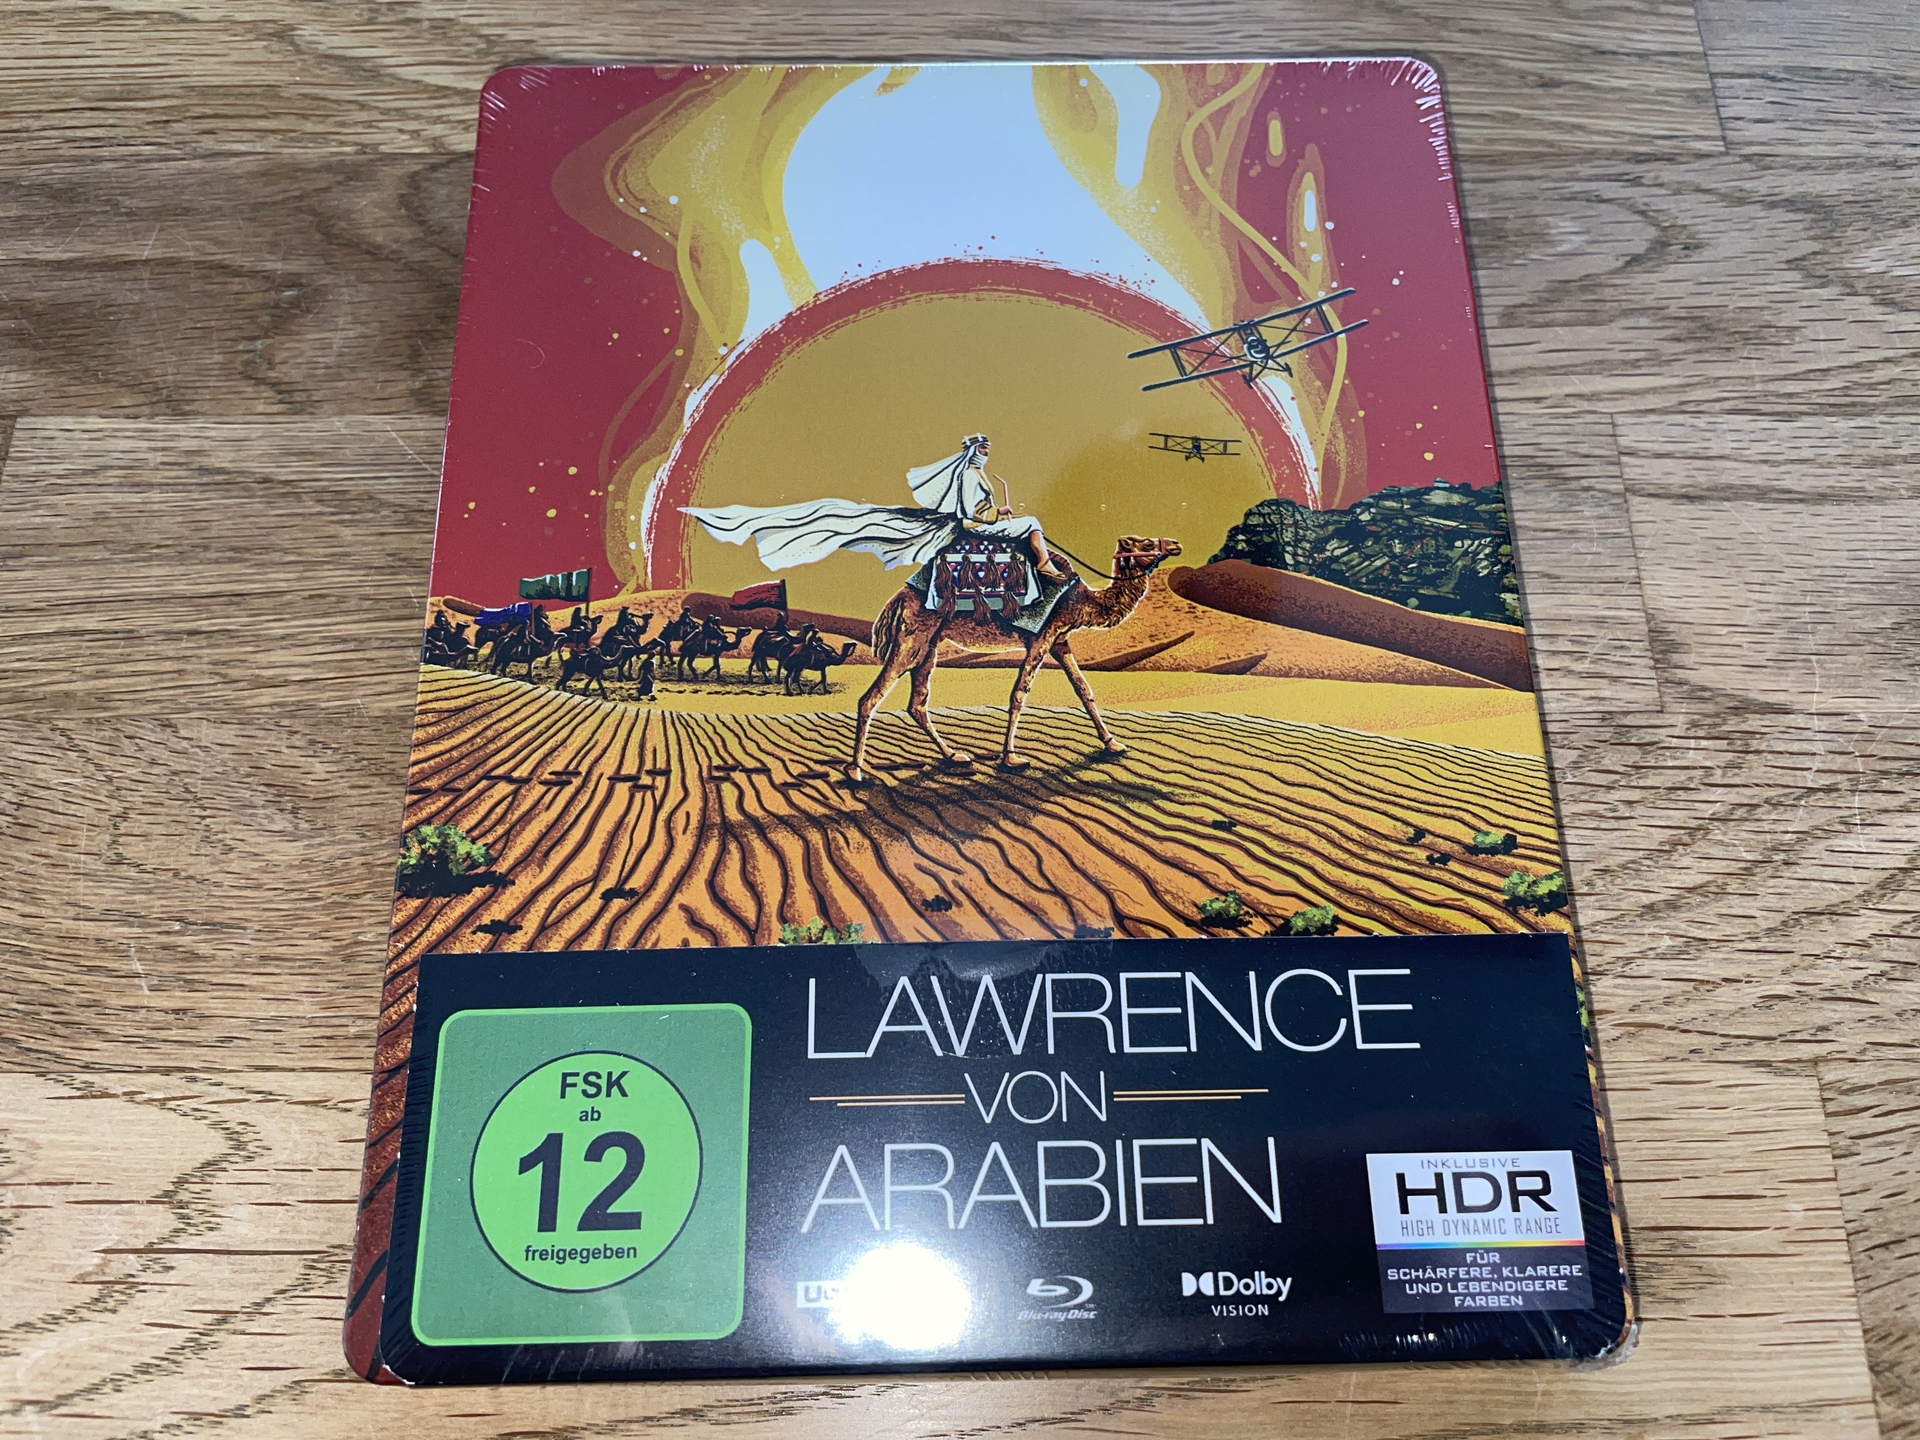 LAWRENCE
VON
ARABIEN
FSK
ab
12
freigegeben
Blu-ray Disc
Dolby
VISION
INKLUSIVE
HDR
HIGH DYNAMIC RANGE
FÜR
SCHÄRFERE, KLARERE
UND LEBENDIGERE
FARBEN